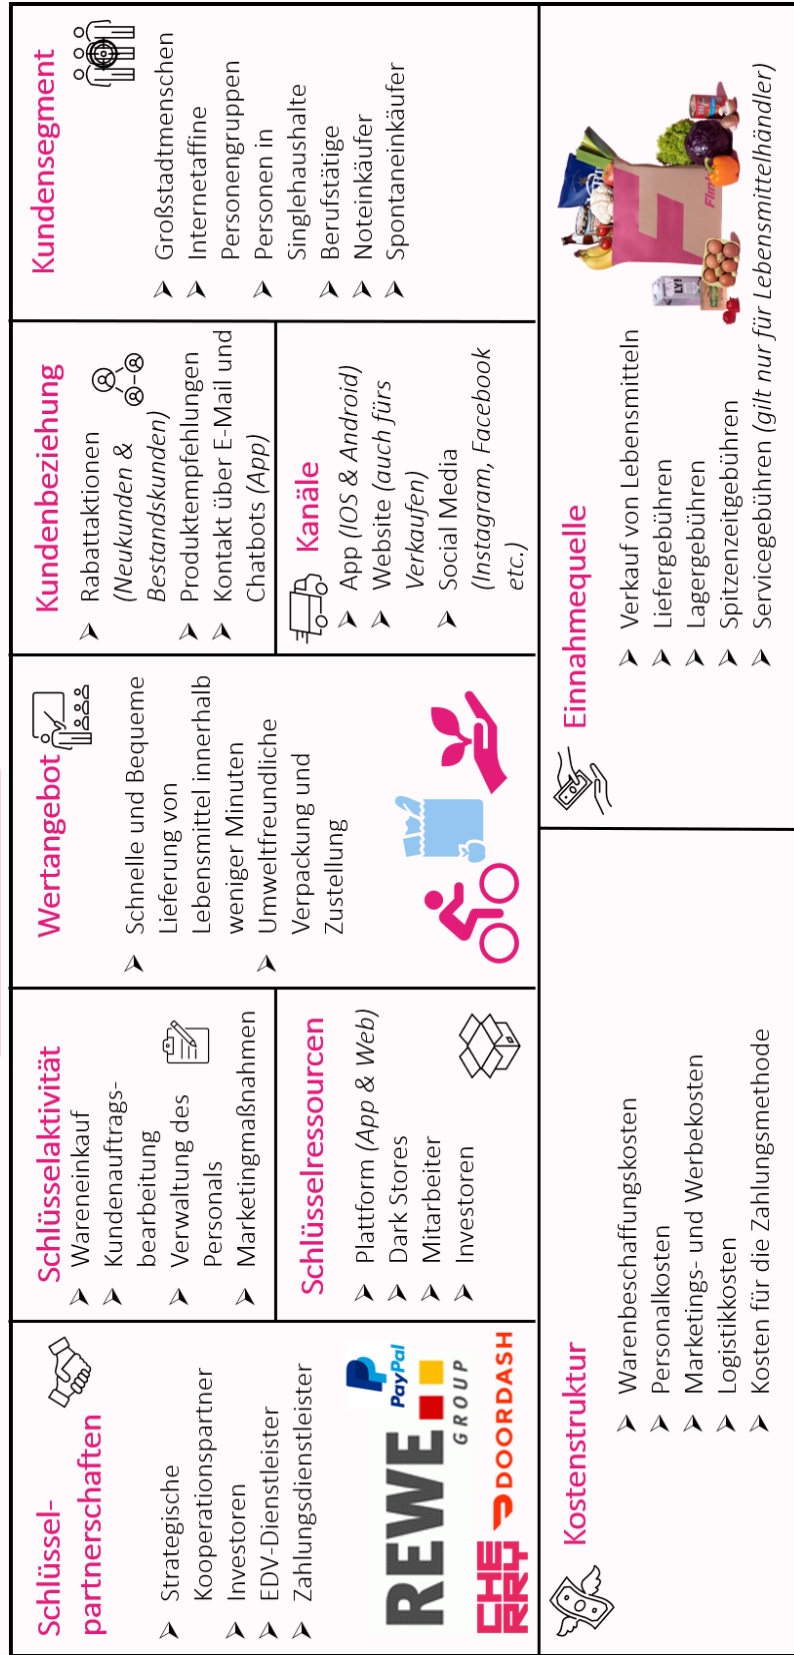 Schlüssel-
partnerschaften
➢ Strategische
Kooperationspartner
➢ Investoren
➢ EDV-Dienstleister
➢ Zahlungsdienstleister
PayPal
REWE
GROUP
CHE
RRY
DOORDASH
Schlüsselaktivität
➢ Wareneinkauf
➢ Kundenauftrags-
bearbeitung
➢ Verwaltung des
Personals
➢ Marketingmaßnahmen
Schlüsselressourcen
➢ Plattform (App & Web)
➢ Dark Stores
➢ Mitarbeiter
➢ Investoren
Wertangebot
➢ Schnelle und Bequeme
Lieferung von
Lebensmittel innerhalb
weniger Minuten
➢ Umweltfreundliche
Verpackung und
Zustellung
Kundenbeziehung
➢ Rabattaktionen
(Neukunden &
Bestandskunden)
➢ Produktempfehlungen
➢ Kontakt über E-Mail und
Chatbots (App)
Kanäle
➢ App (IOS & Android)
➢ Website (auch fürs
Verkaufen)
➢ Social Media
(Instagram, Facebook
etc.)
Kundensegment
➢ Großstadtmenschen
➢ Internetaffine
Personengruppen
➢ Personen in
Singlehaushalte
➢ Berufstätige
➢ Noteinkäufer
➢ Spontaneinkäufer
Kostenstruktur
➢ Warenbeschaffungskosten
➢ Personalkosten
➢ Marketings- und Werbekosten
➢ Logistikkosten
➢ Kosten für die Zahlungsmethode
Einnahmequelle
➢ Verkauf von Lebensmitteln
➢ Liefergebühren
➢ Lagergebühren
➢ Spitzenzeitgebühren
➢ Servicegebühren (gilt nur für Lebensmittelhändler)
LY!